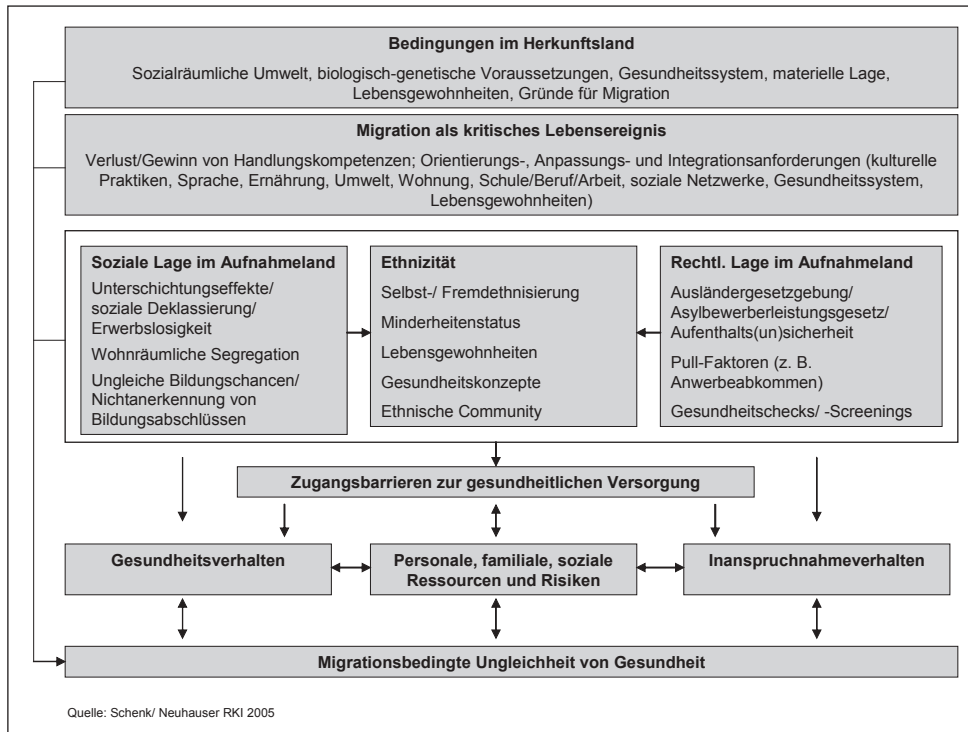 Bedingungen im Herkunftsland
Sozialräumliche Umwelt, biologisch-genetische Voraussetzungen, Gesundheitssystem, materielle Lage,
Lebensgewohnheiten, Gründe für Migration
Migration als kritisches Lebensereignis
Verlust/Gewinn von Handlungskompetenzen; Orientierungs-, Anpassungs- und Integrationsanforderungen (kulturelle
Praktiken, Sprache, Ernährung, Umwelt, Wohnung, Schule/Beruf/Arbeit, soziale Netzwerke, Gesundheitssystem,
Lebensgewohnheiten)
Soziale Lage im Aufnahmeland
Unterschichtungseffekte/
soziale Deklassierung/
Erwerbslosigkeit
Wohnräumliche Segregation
Ungleiche Bildungschancen/
Nichtanerkennung von
Bildungsabschlüssen
Ethnizität
Selbst-/ Fremdethnisierung
Minderheitenstatus
Lebensgewohnheiten
Gesundheitskonzepte
Ethnische Community
Rechtl. Lage im Aufnahmeland
Ausländergesetzgebung/
Asylbewerberleistungsgesetz/
Aufenthalts(un)sicherheit
Pull-Faktoren (z. B.
Anwerbeabkommen)
Gesundheitschecks/ -Screenings
Zugangsbarrieren zur gesundheitlichen Versorgung
Gesundheitsverhalten
Personale, familiale, soziale
Ressourcen und Risiken
Inanspruchnahmeverhalten
Migrationsbedingte Ungleichheit von Gesundheit
Quelle: Schenk/ Neuhauser RKI 2005